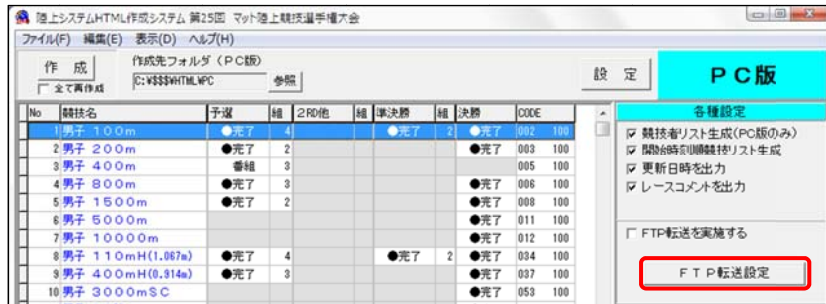 陸上システムHTML作成システム 第25回 マット陸上競技選手権大会
ファイル(F) 編集(E) 表示(D) ヘルプ(H)
作 成
全て再作成
作成先フォルダ (PC版)
C:¥$$$¥HTML¥PC
参照
設 定
PC版
No 競技名 予選 組 2RD他 組 準決勝 組 決勝 CODE
1 男子 100m ●完了 4 ●完了 2 ●完了 002 100
2 男子 200m ●完了 2 ●完了 003 100
3 男子 400m 番組 3 005 100
4 男子 800m ●完了 3 ●完了 006 100
5 男子 1500m ●完了 2 ●完了 008 100
6 男子 5000m ●完了 011 100
7 男子 10000m ●完了 012 100
8 男子 110mH(1.067m) ●完了 4 ●完了 2 ●完了 034 100
9 男子 400mH(0.914m) ●完了 3 ●完了 037 100
10 男子 3000mSC ●完了 053 100
各種設定
競技者リスト生成(PC版のみ)
開始時刻順競技リスト生成
更新日時を出力
レースコメントを出力
FTP転送を実施する
FTP転送設定